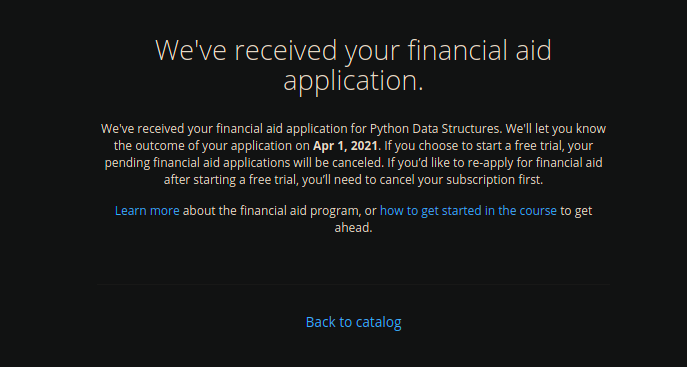 We've received your financial aid
application.
We've received your financial aid application for Python Data Structures. We'll let you know
the outcome of your application on Apr 1, 2021. If you choose to start a free trial, your
pending financial aid applications will be canceled. If you’d like to re-apply for financial aid
after starting a free trial, you’ll need to cancel your subscription first.
Learn more about the financial aid program, or how to get started in the course to get
ahead.
Back to catalog